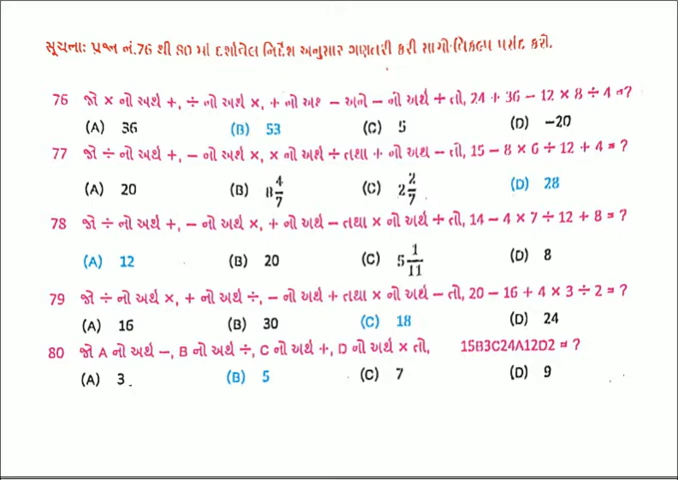 સૂચનાઃ પ્રશ્ન નં.76 થી 80 માં દર્શાવેલ નિર્દેશ અનુસાર ગણતરી કરી સાચો વિકલ્પ પસંદ કરો.
76 જો × નો અર્થ +, ÷ નો અર્થ ×, + નો અર્થ − અને − નો અર્થ ÷ તો, 24 + 36 − 12 × 8 ÷ 4 = ?
(A) 36 (B) 53 (C) 5 (D) −20
77 જો ÷ નો અર્થ +, − નો અર્થ ×, × નો અર્થ ÷ તથા + નો અર્થ − તો, 15 − 8 × 6 ÷ 12 + 4 = ?
(A) 20 (B) 8 4/7 (C) 2 2/7 (D) 28
78 જો ÷ નો અર્થ +, − નો અર્થ ×, + નો અર્થ − તથા × નો અર્થ ÷ તો, 14 − 4 × 7 ÷ 12 + 8 = ?
(A) 12 (B) 20 (C) 5 1/11 (D) 8
79 જો ÷ નો અર્થ ×, + નો અર્થ ÷, − નો અર્થ + તથા × નો અર્થ − તો, 20 − 16 + 4 × 3 ÷ 2 = ?
(A) 16 (B) 30 (C) 18 (D) 24
80 જો A નો અર્થ −, B નો અર્થ ÷, C નો અર્થ +, D નો અર્થ × તો, 15B3C24A12D2 = ?
(A) 3 (B) 5 (C) 7 (D) 9